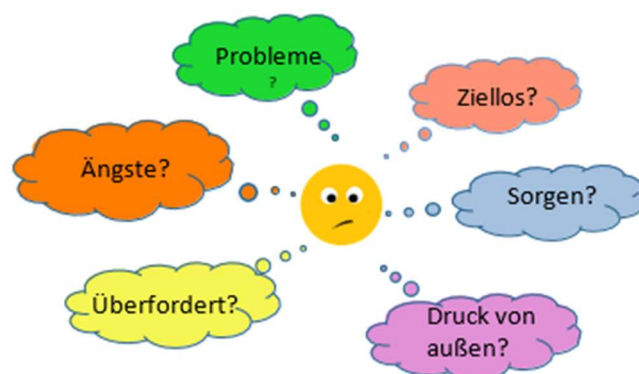 Probleme
?
Ziellos?
Ängste?
Sorgen?
Überfordert?
Druck von
außen?